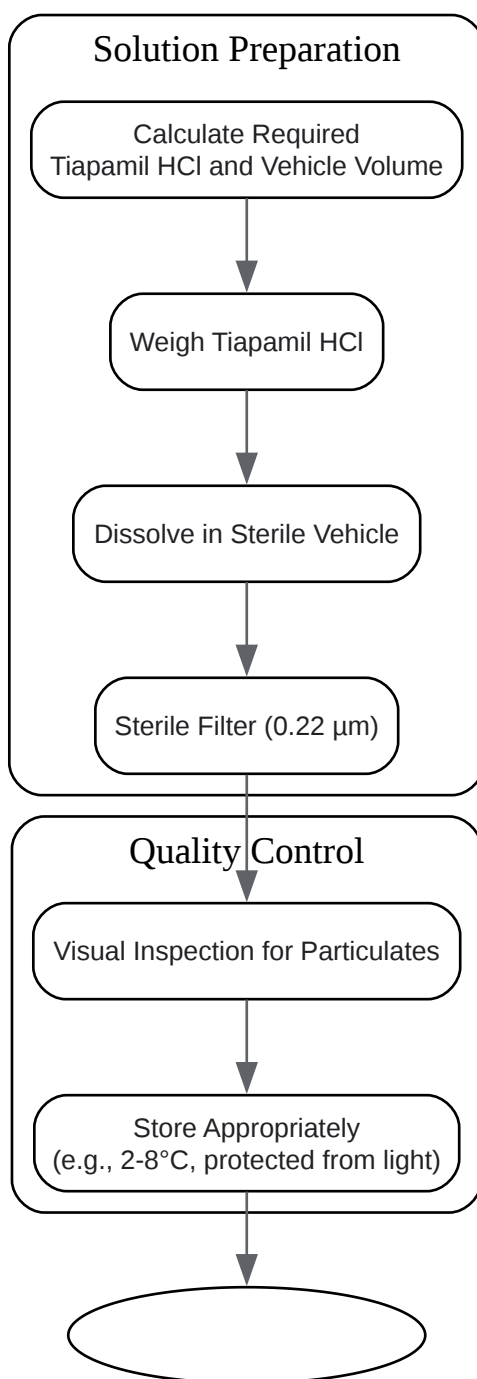 Solution Preparation
Calculate Required
Tiapamil HCl and Vehicle Volume
Weigh Tiapamil HCl
Dissolve in Sterile Vehicle
Sterile Filter (0.22 µm)
Quality Control
Visual Inspection for Particulates
Store Appropriately
(e.g., 2-8°C, protected from light)